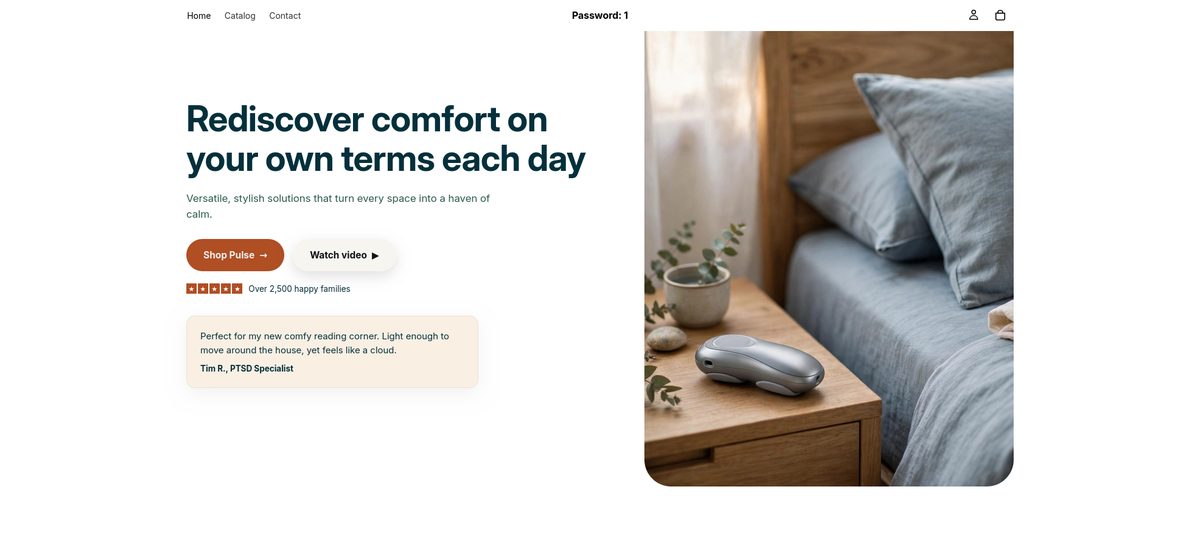 Home Catalog Contact
Password: 1
Rediscover comfort on
your own terms each day
Versatile, stylish solutions that turn every space into a haven of
calm.
Shop Pulse →
Watch video ▶
Over 2,500 happy families
Perfect for my new comfy reading corner. Light enough to
move around the house, yet feels like a cloud.
Tim R., PTSD Specialist